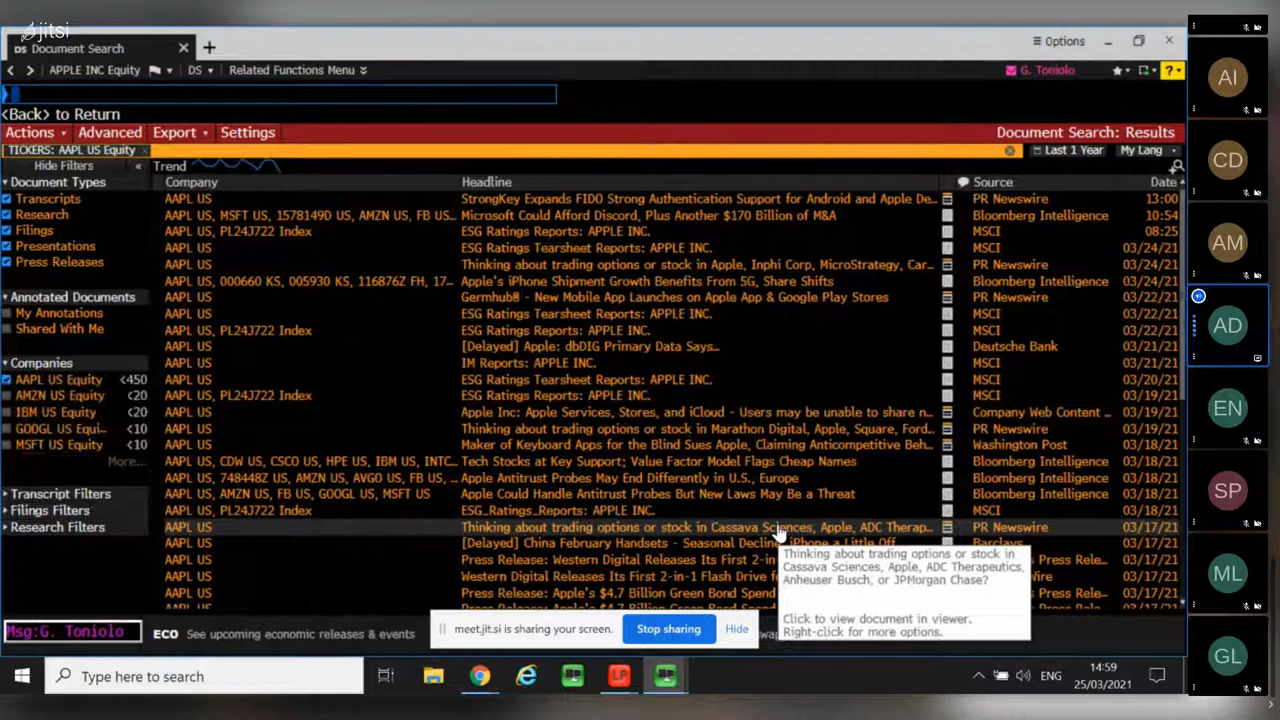 jitsi
DS Document Search
Options
APPLE INC Equity DS Related Functions Menu G. Toniolo ?
<Back> to Return
Actions Advanced Export Settings Document Search: Results
TICKERS: AAPL US Equity Last 1 Year My Lang
Hide Filters « Trend
Document Types Company Headline Source Date
Transcripts AAPL US StrongKey Expands FIDO Strong Authentication Support for Android and Apple De... PR Newswire 13:00
Research AAPL US, MSFT US, 1578149D US, AMZN US, FB US... Microsoft Could Afford Discord, Plus Another $170 Billion of M&A Bloomberg Intelligence 10:54
Filings AAPL US, PL24J722 Index ESG Ratings Reports: APPLE INC. MSCI 08:25
Presentations AAPL US ESG Ratings Tearsheet Reports: APPLE INC. MSCI 03/24/21
Press Releases AAPL US Thinking about trading options or stock in Apple, Inphi Corp, MicroStrategy, Car... PR Newswire 03/24/21
AAPL US, 000660 KS, 005930 KS, 116876Z FH, 17... Apple's iPhone Shipment Growth Benefits From 5G, Share Shifts Bloomberg Intelligence 03/24/21
Annotated Documents AAPL US Germhub® - New Mobile App Launches on Apple App & Google Play Stores PR Newswire 03/22/21
My Annotations AAPL US ESG Ratings Tearsheet Reports: APPLE INC. MSCI 03/22/21
Shared With Me AAPL US, PL24J722 Index ESG Ratings Reports: APPLE INC. MSCI 03/22/21
AAPL US [Delayed] Apple: dbDIG Primary Data Says... Deutsche Bank 03/21/21
Companies AAPL US IM Reports: APPLE INC. MSCI 03/21/21
AAPL US Equity <450 AAPL US ESG Ratings Tearsheet Reports: APPLE INC. MSCI 03/20/21
AMZN US Equity <20 AAPL US, PL24J722 Index ESG Ratings Reports: APPLE INC. MSCI 03/19/21
IBM US Equity <20 AAPL US Apple Inc: Apple Services, Stores, and iCloud - Users may be unable to share n... Company Web Content ... 03/19/21
GOOGL US Equi... <10 AAPL US Thinking about trading options or stock in Marathon Digital, Apple, Square, Ford... PR Newswire 03/19/21
MSFT US Equity <10 AAPL US Maker of Keyboard Apps for the Blind Sues Apple, Claiming Anticompetitive Beh... Washington Post 03/18/21
More... AAPL US, CDW US, CSCO US, HPE US, IBM US, INTC... Tech Stocks at Key Support; Value Factor Model Flags Cheap Names Bloomberg Intelligence 03/18/21
AAPL US, 748448Z US, AMZN US, AVGO US, FB US, ... Apple Antitrust Probes May End Differently in U.S., Europe Bloomberg Intelligence 03/18/21
Transcript Filters AAPL US, AMZN US, FB US, GOOGL US, MSFT US Apple Could Handle Antitrust Probes But New Laws May Be a Threat Bloomberg Intelligence 03/18/21
Filings Filters AAPL US, PL24J722 Index ESG_Ratings_Reports: APPLE INC. MSCI 03/18/21
Research Filters AAPL US Thinking about trading options or stock in Cassava Sciences, Apple, ADC Therap... PR Newswire 03/17/21
AAPL US [Delayed] China February Handsets - Seasonal Decline, iPhone a Little Off Barclays 03/17/21
AAPL US Press Release: Western Digital Releases Its First 2-in- Press Rele... 03/17/21
AAPL US Western Digital Releases Its First 2-in-1 Flash Drive fo 03/17/21
AAPL US Press Release: Apple's $4.7 Billion Green Bond Spend Press Rele... 03/17/21
Thinking about trading options or stock in
Cassava Sciences, Apple, ADC Therapeutics,
Anheuser Busch, or JPMorgan Chase?
Click to view document in viewer.
Right-click for more options.
Msg:G. Toniolo ECO See upcoming economic releases & events
meet.jit.si is sharing your screen. Stop sharing Hide
Type here to search
LP
ENG
14:59
25/03/2021
AI
CD
AM
AD
EN
SP
ML
GL